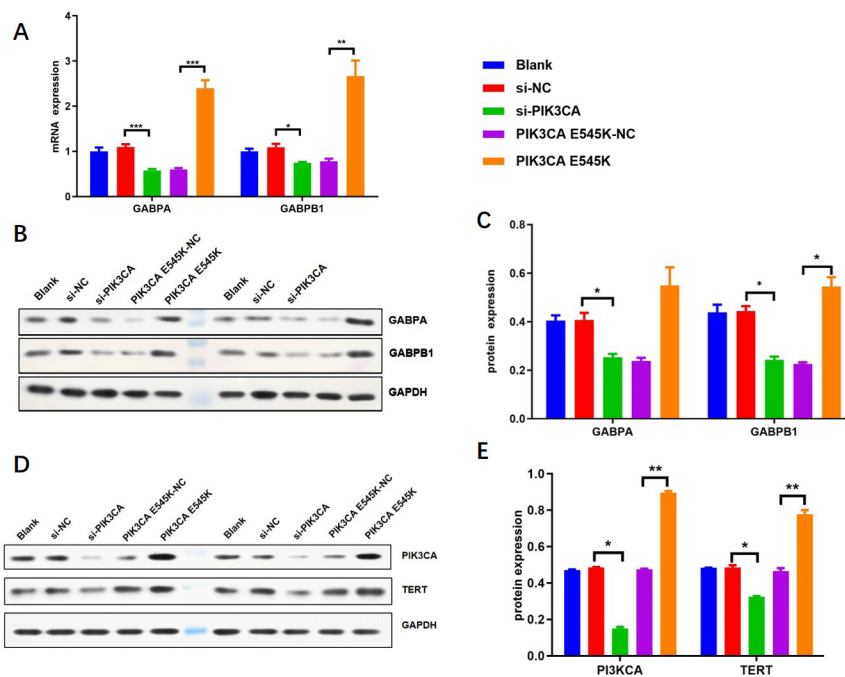 A
mRNA expression
4
3
2
1
0
***
***
*
**
GABPA
GABPB1
Blank
si-NC
si-PIK3CA
PIK3CA E545K-NC
PIK3CA E545K
B
Blank
si-NC
si-PIK3CA
PIK3CA E545K-NC
PIK3CA E545K
Blank
si-NC
si-PIK3CA
GABPA
GABPB1
GAPDH
C
protein expression
0.8
0.6
0.4
0.2
0.0
*
*
*
GABPA
GABPB1
D
Blank
si-NC
si-PIK3CA
PIK3CA E545K-NC
PIK3CA E545K
Blank
si-NC
si-PIK3CA
PIK3CA E545K-NC
PIK3CA E545K
PIK3CA
TERT
GAPDH
E
protein expression
1.0
0.8
0.6
0.4
0.2
0.0
*
**
*
**
PI3KCA
TERT